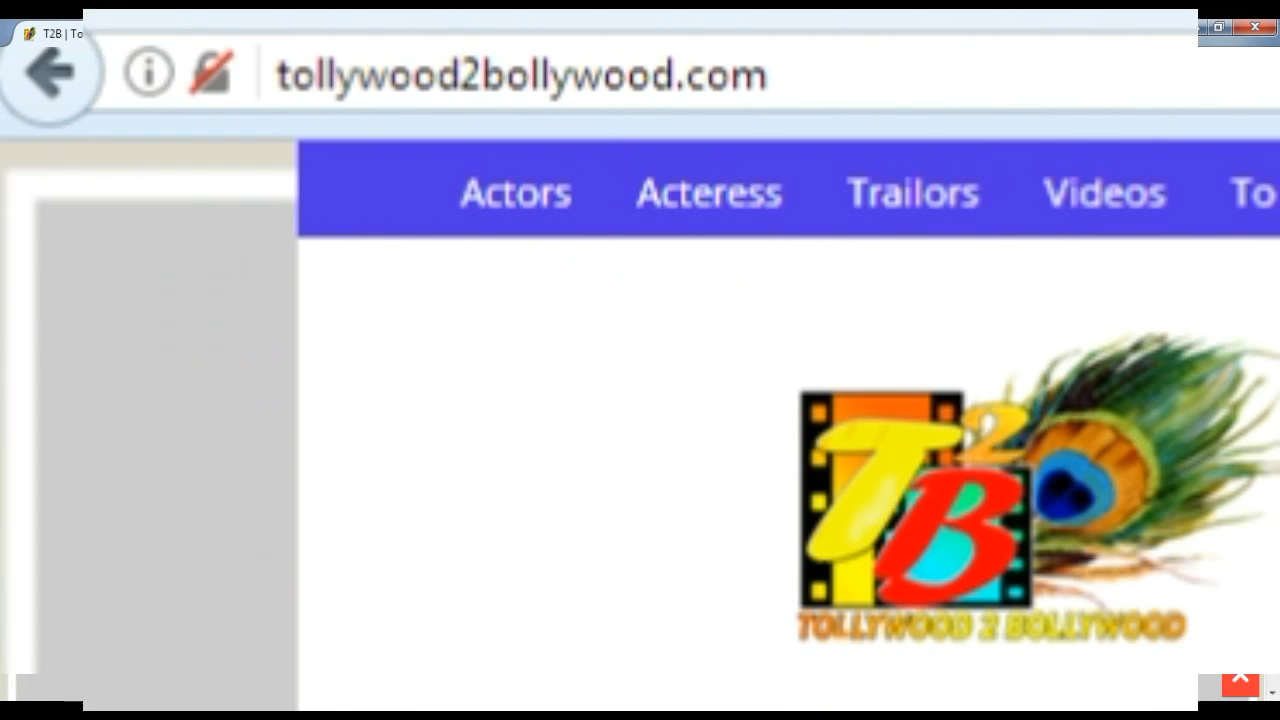 T2B | To
tollywood2bollywood.com
Actors Acteress Trailors Videos To
T2B
TOLLYWOOD 2 BOLLYWOOD